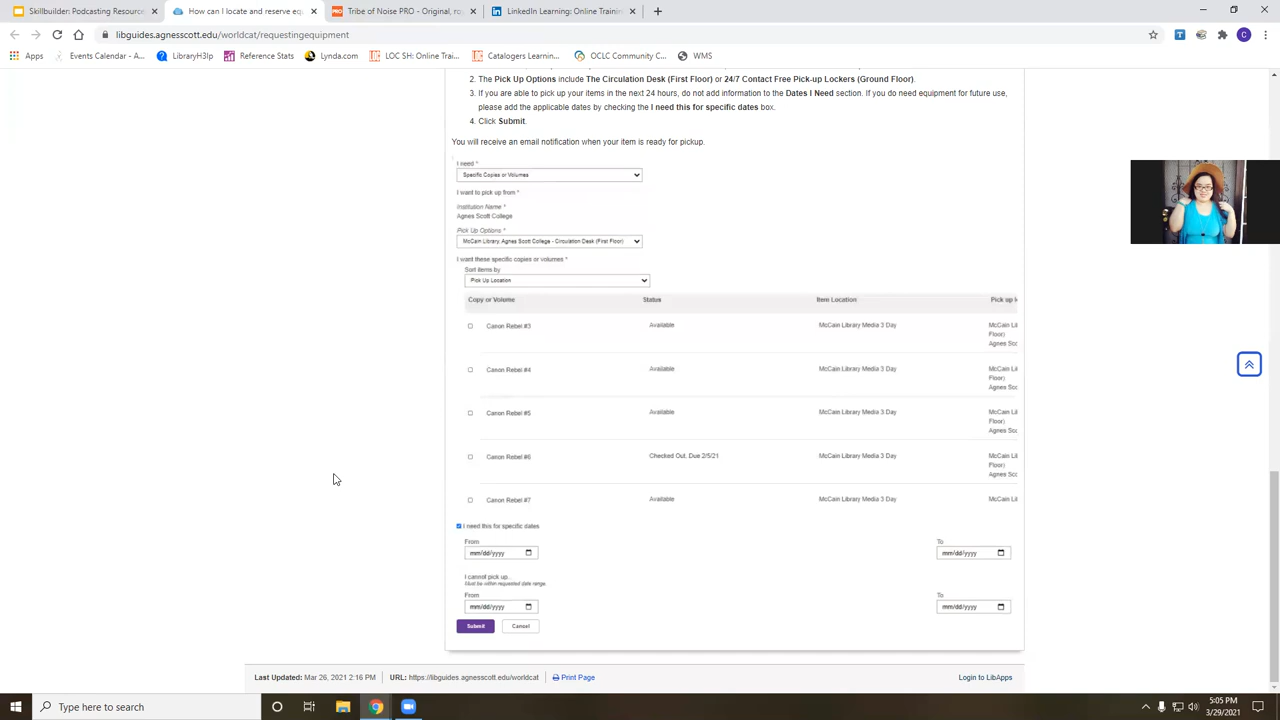 Skillbuilder Podcasting Resourc
How can I locate and reserve equ
Tribe of Noise PRO - Original, ro
LinkedIn Learning: Online Trainin
libguides.agnesscott.edu/worldcat/requestingequipment
C
Apps
Events Calendar - A...
LibraryH3lp
Reference Stats
Lynda.com
LOC SH: Online Trai...
Catalogers Learnin...
OCLC Community C...
WMS
2. The Pick Up Options include The Circulation Desk (First Floor) or 24/7 Contact Free Pick-up Lockers (Ground Floor).
3. If you are able to pick up your items in the next 24 hours, do not add information to the Dates I Need section. If you do need equipment for future use,
please add the applicable dates by checking the I need this for specific dates box.
4. Click Submit.
You will receive an email notification when your item is ready for pickup.
I need *
Specific Copies or Volumes
I want to pick up from *
Institution Name *
Agnes Scott College
Pick Up Options *
McCain Library, Agnes Scott College - Circulation Desk (First Floor)
I want these specific copies or volumes *
Sort items by
Pick Up Location
Copy or Volume Status Item Location Pick up l
Canon Rebel #3 Available McCain Library Media 3 Day McCain Li
Floor)
Agnes Sc
Canon Rebel #4 Available McCain Library Media 3 Day McCain Li
Floor)
Agnes Sc
Canon Rebel #5 Available McCain Library Media 3 Day McCain Li
Floor)
Agnes Sc
Canon Rebel #6 Checked Out. Due 2/5/21 McCain Library Media 3 Day McCain Li
Floor)
Agnes Sc
Canon Rebel #7 Available McCain Library Media 3 Day McCain Li
I need this for specific dates
From To
mm/dd/yyyy mm/dd/yyyy
I cannot pick up...
Must be within requested date range
From To
mm/dd/yyyy mm/dd/yyyy
Submit Cancel
Last Updated: Mar 26, 2021 2:16 PM URL: https://libguides.agnesscott.edu/worldcat Print Page Login to LibApps
Type here to search
5:05 PM
3/29/2021